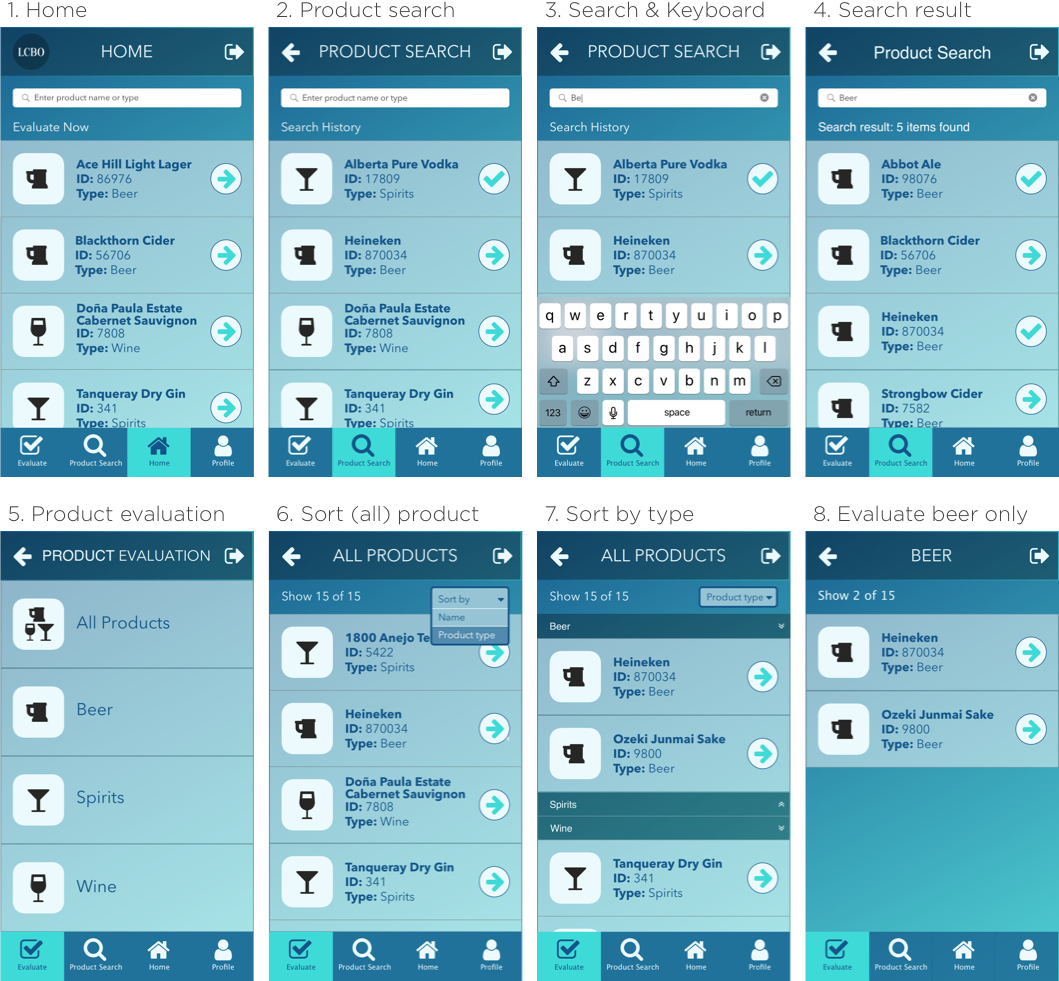 1. Home
LCBO
HOME
Enter product name or type
Evaluate Now
Ace Hill Light Lager
ID: 86976
Type: Beer
Blackthorn Cider
ID: 56706
Type: Beer
Doña Paula Estate
Cabernet Sauvignon
ID: 7808
Type: Wine
Tanqueray Dry Gin
ID: 341
Type: Spirits
Evaluate
Product Search
Home
Profile
2. Product search
PRODUCT SEARCH
Enter product name or type
Search History
Alberta Pure Vodka
ID: 17809
Type: Spirits
Heineken
ID: 870034
Type: Beer
Doña Paula Estate
Cabernet Sauvignon
ID: 7808
Type: Wine
Tanqueray Dry Gin
ID: 341
Type: Spirits
Evaluate
Product Search
Home
Profile
3. Search & Keyboard
PRODUCT SEARCH
Be
Search History
Alberta Pure Vodka
ID: 17809
Type: Spirits
Heineken
ID: 870034
Type: Beer
q w e r t y u i o p
a s d f g h j k l
z x c v b n m
123 space return
Evaluate
Product Search
Home
Profile
4. Search result
Product Search
Beer
Search result: 5 items found
Abbot Ale
ID: 98076
Type: Beer
Blackthorn Cider
ID: 56706
Type: Beer
Heineken
ID: 870034
Type: Beer
Strongbow Cider
ID: 7582
Type: Beer
Evaluate
Product Search
Home
Profile
5. Product evaluation
PRODUCT EVALUATION
All Products
Beer
Spirits
Wine
Evaluate
Product Search
Home
Profile
6. Sort (all) product
ALL PRODUCTS
Show 15 of 15
Sort by
Name
Product type
1800 Anejo Te
ID: 5422
Type: Spirits
Heineken
ID: 870034
Type: Beer
Doña Paula Estate
Cabernet Sauvignon
ID: 7808
Type: Wine
Tanqueray Dry Gin
ID: 341
Type: Spirits
Evaluate
Product Search
Home
Profile
7. Sort by type
ALL PRODUCTS
Show 15 of 15
Product type
Beer
Heineken
ID: 870034
Type: Beer
Ozeki Junmai Sake
ID: 9800
Type: Beer
Spirits
Wine
Tanqueray Dry Gin
ID: 341
Type: Spirits
Evaluate
Product Search
Home
Profile
8. Evaluate beer only
BEER
Show 2 of 15
Heineken
ID: 870034
Type: Beer
Ozeki Junmai Sake
ID: 9800
Type: Beer
Evaluate
Product Search
Home
Profile